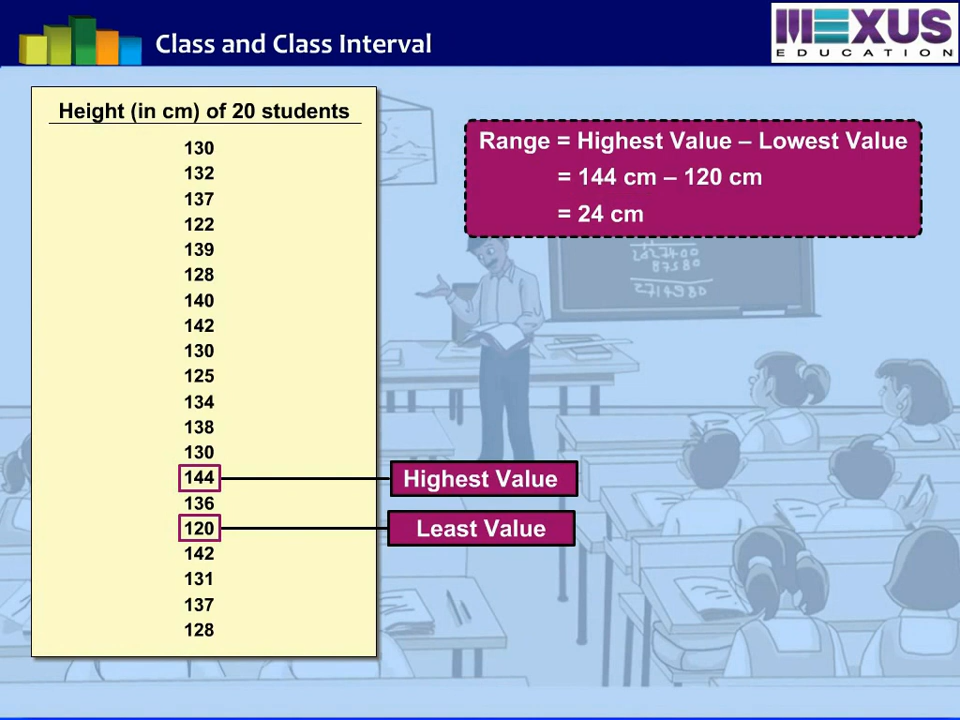 Class and Class Interval
MEXUS
EDUCATION
Height (in cm) of 20 students
130
132
137
122
139
128
140
142
130
125
134
138
130
144
136
120
142
131
137
128
Range = Highest Value – Lowest Value
= 144 cm – 120 cm
= 24 cm
2714980
Highest Value
Least Value